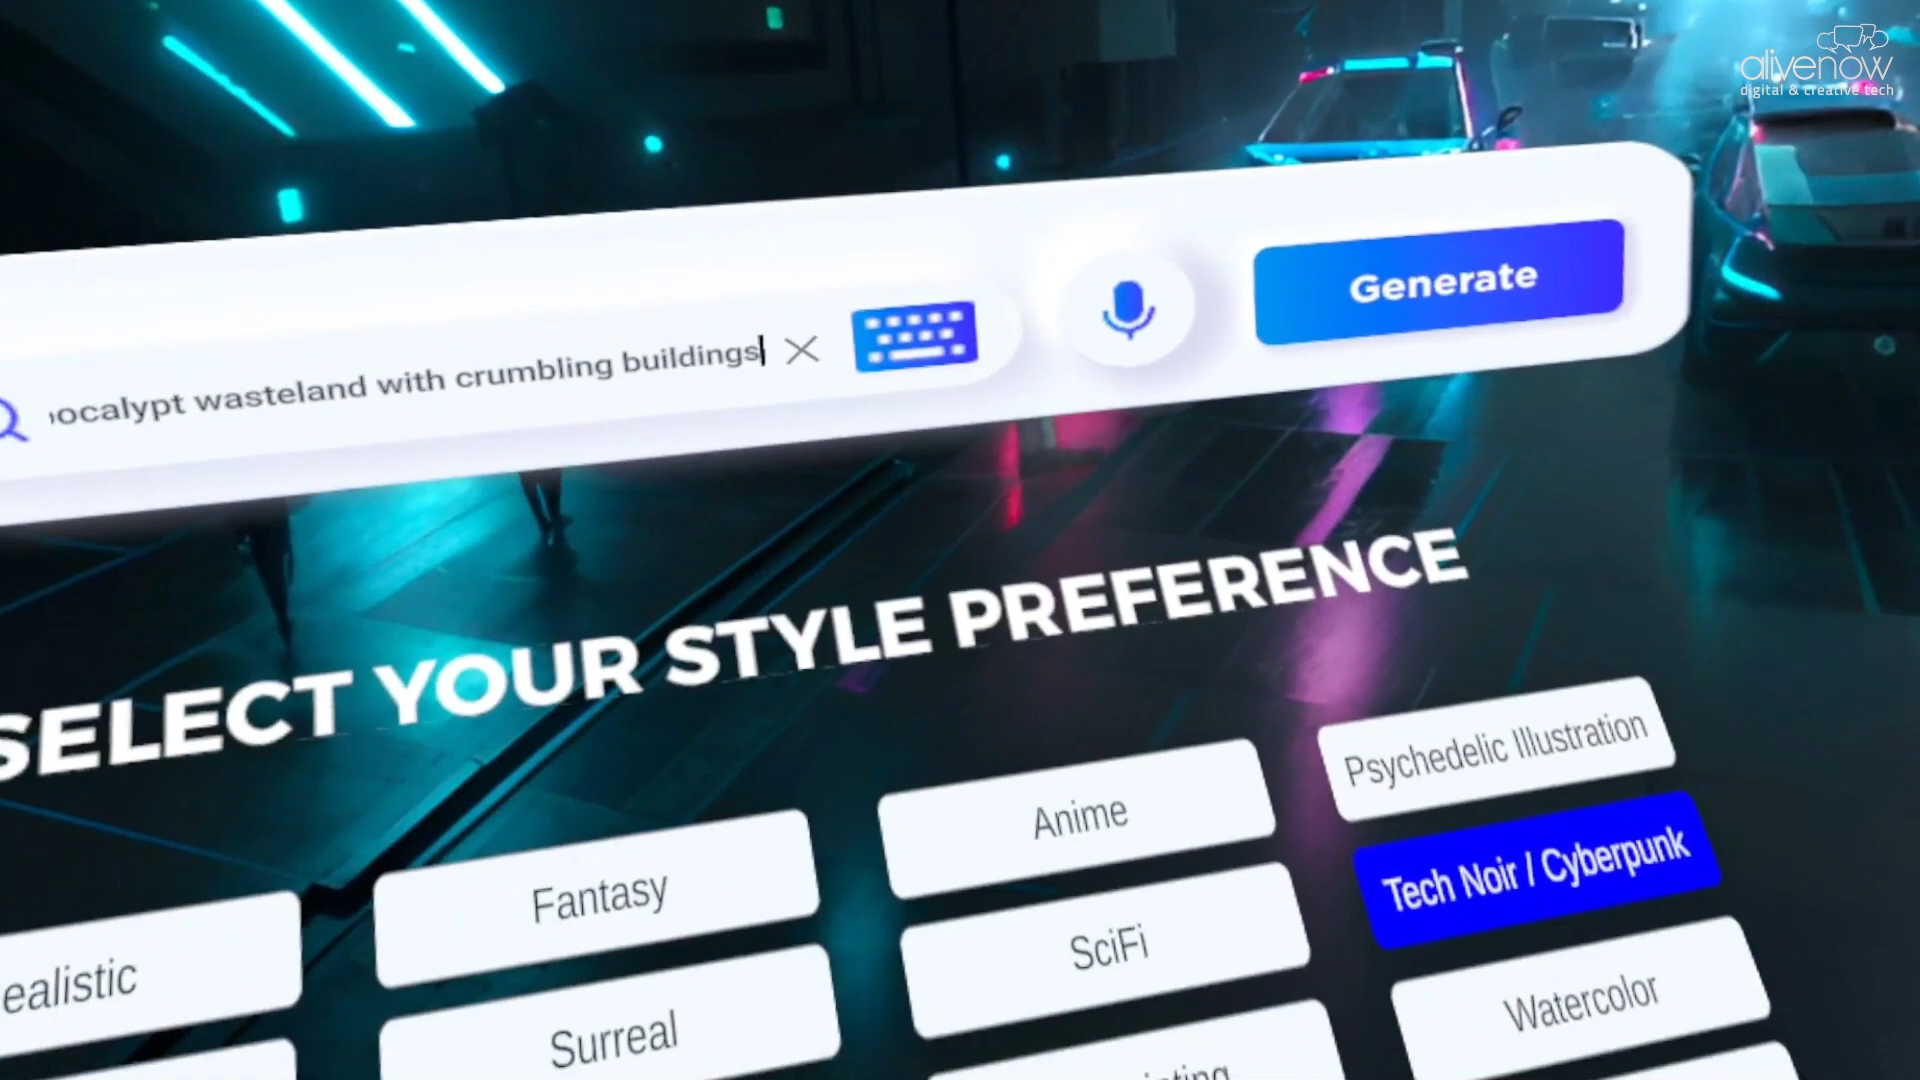 alivenow
digital & creative tech
Generate
ocalypt wasteland with crumbling buildings
SELECT YOUR STYLE PREFERENCE
Psychedelic Illustration
Anime
Tech Noir / Cyberpunk
Fantasy
SciFi
ealistic
Watercolor
Surreal